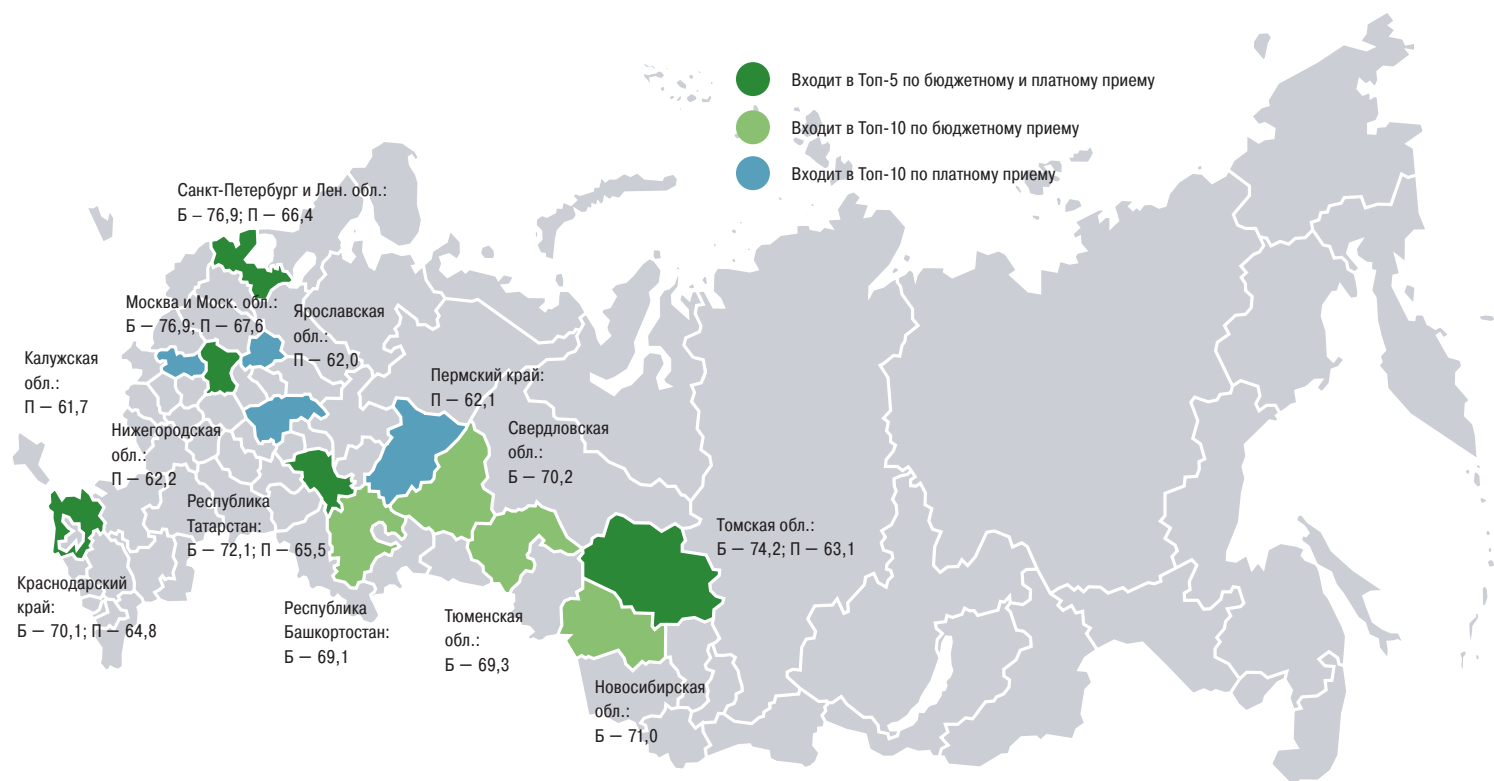 Входит в Топ-5 по бюджетному и платному приему
Входит в Топ-10 по бюджетному приему
Входит в Топ-10 по платному приему
Санкт-Петербург и Лен. обл.:
Б – 76,9; П — 66,4
Москва и Моск. обл.:
Б — 76,9; П — 67,6
Ярославская
обл.:
П — 62,0
Калужская
обл.:
П — 61,7
Пермский край:
П — 62,1
Нижегородская
обл.:
П — 62,2
Свердловская
обл.:
Б — 70,2
Республика
Татарстан:
Б — 72,1; П — 65,5
Томская обл.:
Б — 74,2; П — 63,1
Краснодарский
край:
Б — 70,1; П — 64,8
Республика
Башкортостан:
Б — 69,1
Тюменская
обл.:
Б — 69,3
Новосибирская
обл.:
Б — 71,0